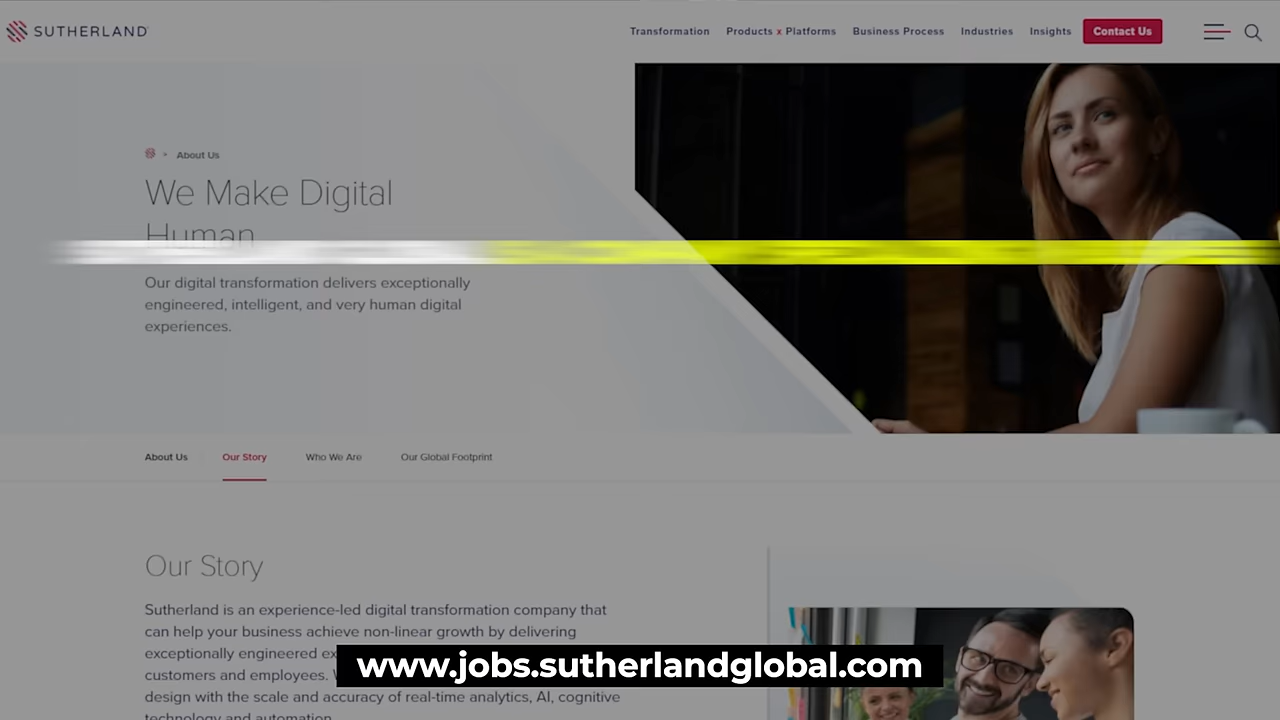 SUTHERLAND
Transformation
Products x Platforms
Business Process
Industries
Insights
Contact Us
> About Us
We Make Digital
Human
Our digital transformation delivers exceptionally
engineered, intelligent, and very human digital
experiences.
About Us
Our Story
Who We Are
Our Global Footprint
Our Story
Sutherland is an experience-led digital transformation company that
can help your business achieve non-linear growth by delivering
exceptionally engineered
customers and employees.
design with the scale and accuracy of real-time analytics, AI, cognitive
technology and automation.
www.jobs.sutherlandglobal.com